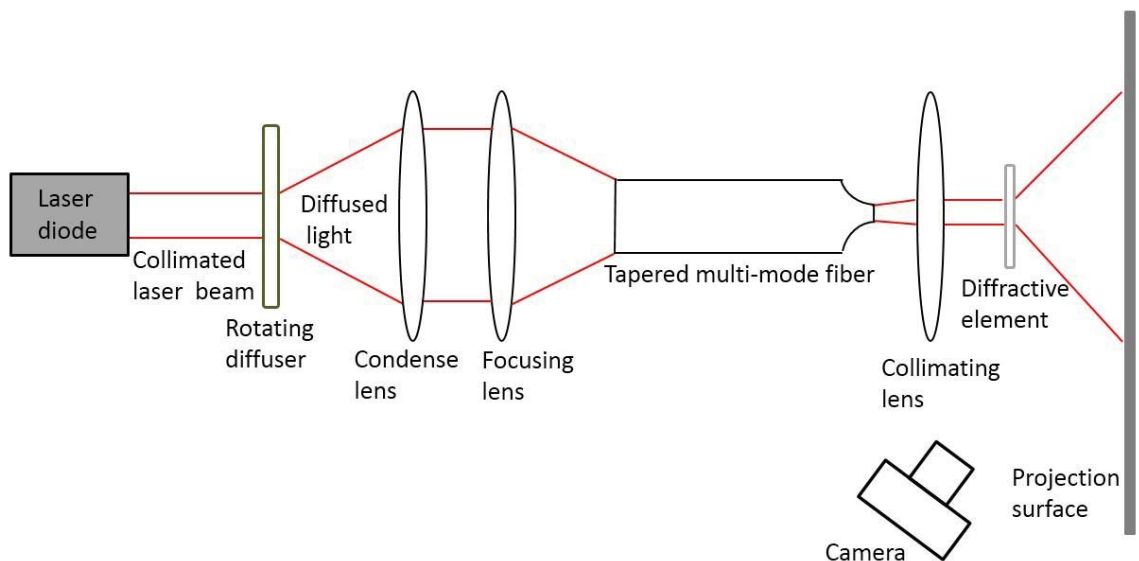 Laser
diode
Collimated
laser beam
Rotating
diffuser
Diffused
light
Condense
lens
Focusing
lens
Tapered multi-mode fiber
Collimating
lens
Diffractive
element
Camera
Projection
surface